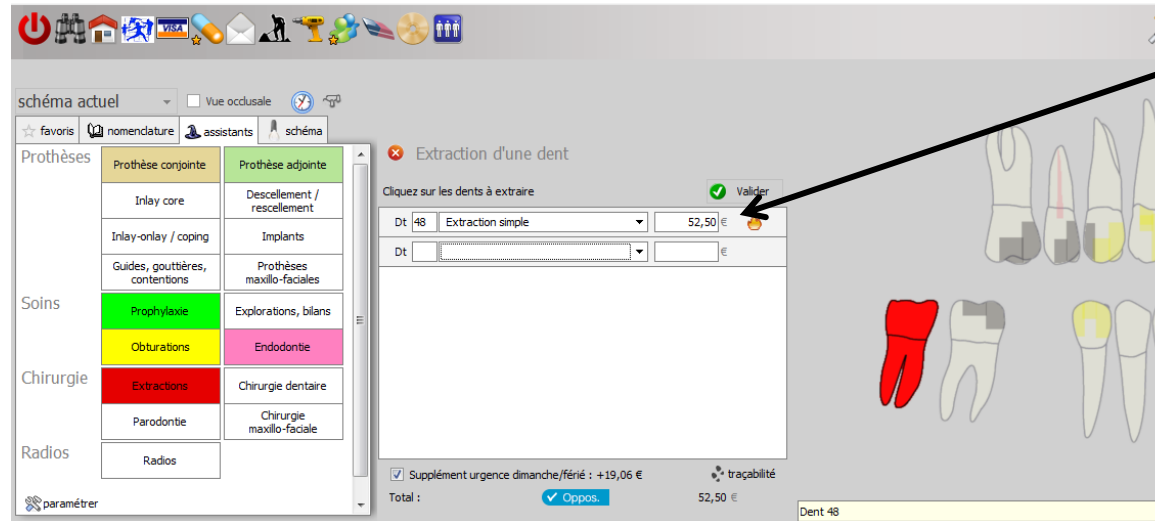 VISA
schéma actuel
Vue occlusale
favoris nomenclature assistants schéma
Prothèses
Prothèse conjointe Prothèse adjointe
Inlay core Descellement / rescellement
Inlay-onlay / coping Implants
Guides, gouttières, contentions Prothèses maxillo-faciales
Soins
Prophylaxie Explorations, bilans
Obturations Endodontie
Chirurgie
Extractions Chirurgie dentaire
Parodontie Chirurgie maxillo-faciale
Radios
Radios
paramétrer
Extraction d'une dent
Cliquez sur les dents à extraire Valider
Dt 48 Extraction simple 52,50 €
Dt €
Supplément urgence dimanche/férié : +19,06 € traçabilité
Total : Oppos. 52,50 €
Dent 48